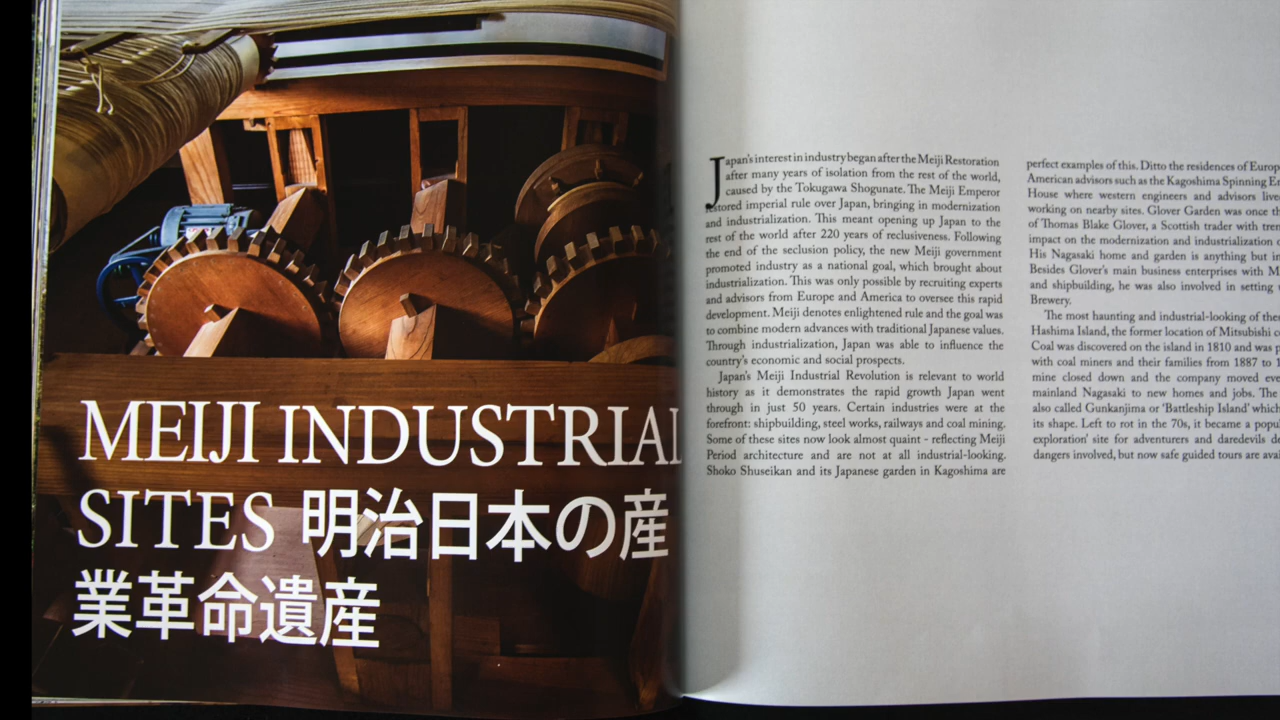 MEIJI INDUSTRIAL
SITES 明治日本の産
業革命遺産
Japan's interest in industry began after the Meiji Restoration
after many years of isolation from the rest of the world,
caused by the Tokugawa Shogunate. The Meiji Emperor
restored imperial rule over Japan, bringing in modernization
and industrialization. This meant opening up Japan to the
rest of the world after 220 years of reclusiveness. Following
the end of the seclusion policy, the new Meiji government
promoted industry as a national goal, which brought about
industrialization. This was only possible by recruiting experts
and advisors from Europe and America to oversee this rapid
development. Meiji denotes enlightened rule and the goal was
to combine modern advances with traditional Japanese values.
Through industrialization, Japan was able to influence the
country's economic and social prospects.
Japan's Meiji Industrial Revolution is relevant to world
history as it demonstrates the rapid growth Japan went
through in just 50 years. Certain industries were at the
forefront: shipbuilding, steel works, railways and coal mining.
Some of these sites now look almost quaint - reflecting Meiji
Period architecture and are not at all industrial-looking.
Shoko Shuseikan and its Japanese garden in Kagoshima are
perfect examples of this. Ditto the residences of
American advisors such as the Kagoshima Spinning
House where western engineers and advisors
working on nearby sites. Glover Garden was once
of Thomas Blake Glover, a Scottish trader with
impact on the modernization and industrialization
His Nagasaki home and garden is anything but
Besides Glover's main business enterprises with
and shipbuilding, he was also involved in setting
Brewery.
The most haunting and industrial-looking of
Hashima Island, the former location of Mitsubishi
Coal was discovered on the island in 1810 and was
with coal miners and their families from 1887 to
mine closed down and the company moved
mainland Nagasaki to new homes and jobs. The
also called Gunkanjima or 'Battleship Island' which
its shape. Left to rot in the 70s, it became a
exploration' site for adventurers and daredevils
dangers involved, but now safe guided tours are